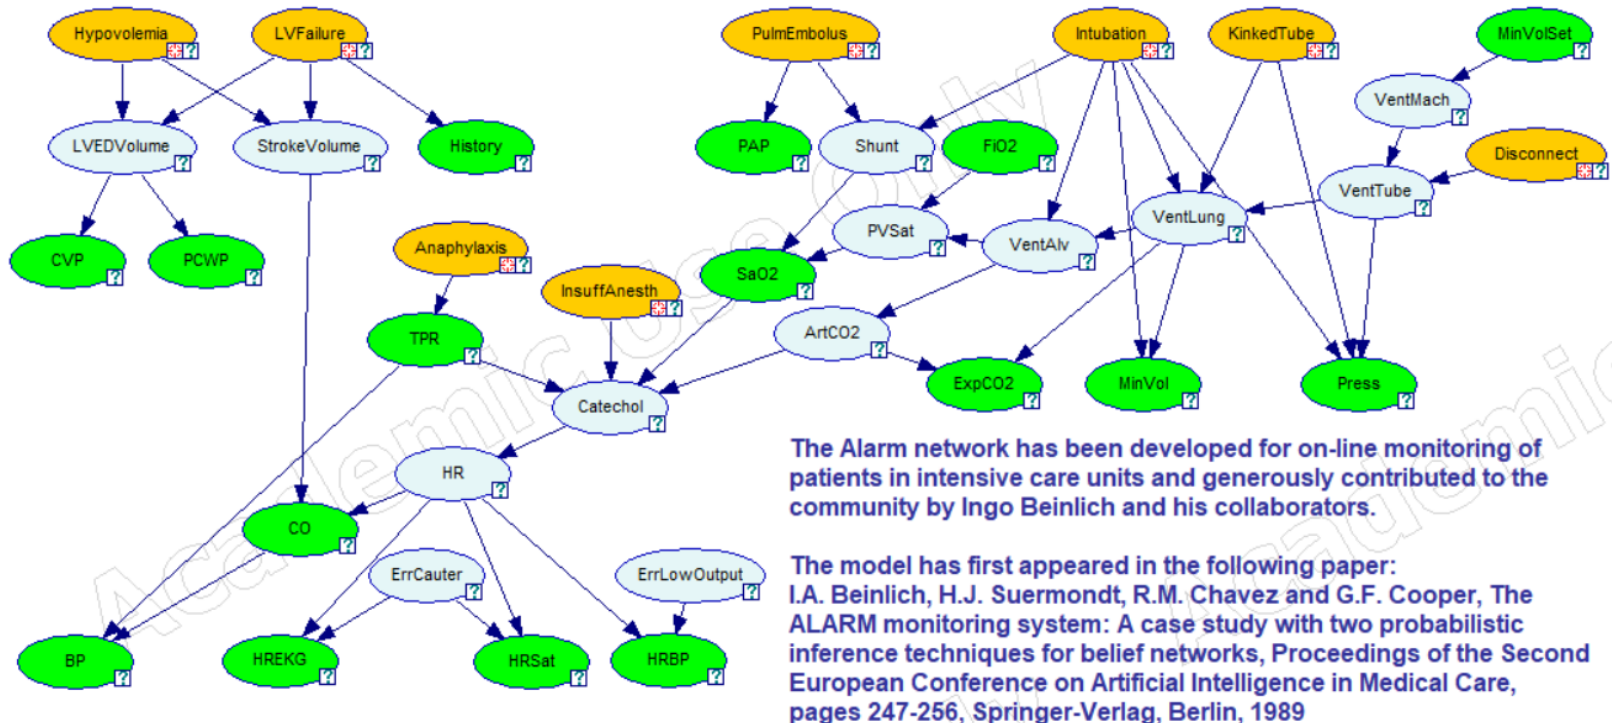 Hypovolemia
LVFailure
PulmEmbolus
Intubation
KinkedTube
MinVolSet
VentMach
LVEDVolume
StrokeVolume
History
PAP
Shunt
FiO2
Disconnect
VentTube
VentLung
PVSat
VentAlv
CVP
PCWP
Anaphylaxis
SaO2
InsuffAnesth
TPR
ArtCO2
ExpCO2
MinVol
Press
Catechol
HR
CO
ErrCauter
ErrLowOutput
BP
HREKG
HRSat
HRBP
The Alarm network has been developed for on-line monitoring of
patients in intensive care units and generously contributed to the
community by Ingo Beinlich and his collaborators.
The model has first appeared in the following paper:
I.A. Beinlich, H.J. Suermondt, R.M. Chavez and G.F. Cooper, The
ALARM monitoring system: A case study with two probabilistic
inference techniques for belief networks, Proceedings of the Second
European Conference on Artificial Intelligence in Medical Care,
pages 247-256, Springer-Verlag, Berlin, 1989
Academic Use Only
Academic